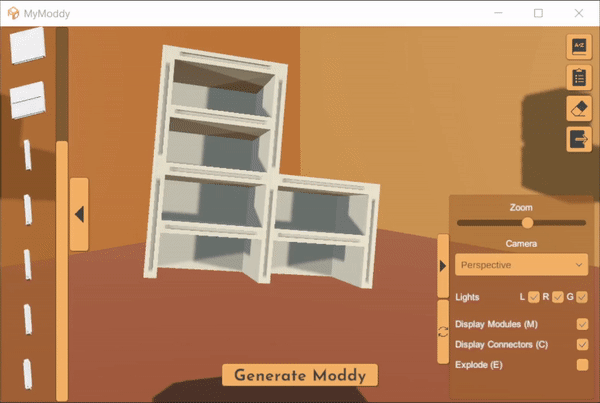 MyModdy
A-Z
Zoom
Camera
Perspective
Lights L R G
Display Modules (M)
Display Connectors (C)
Explode (E)
Generate Moddy